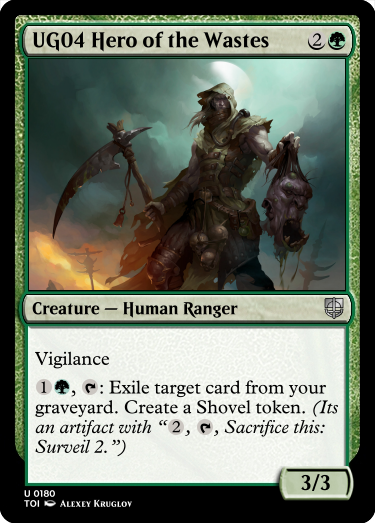 UG04 Hero of the Wastes 2
Creature — Human Ranger
Vigilance
1 , : Exile target card from your
graveyard. Create a Shovel token. (Its
an artifact with “2, , Sacrifice this:
Surveil 2.”)
3/3
U 0180
TOI Alexey Kruglov